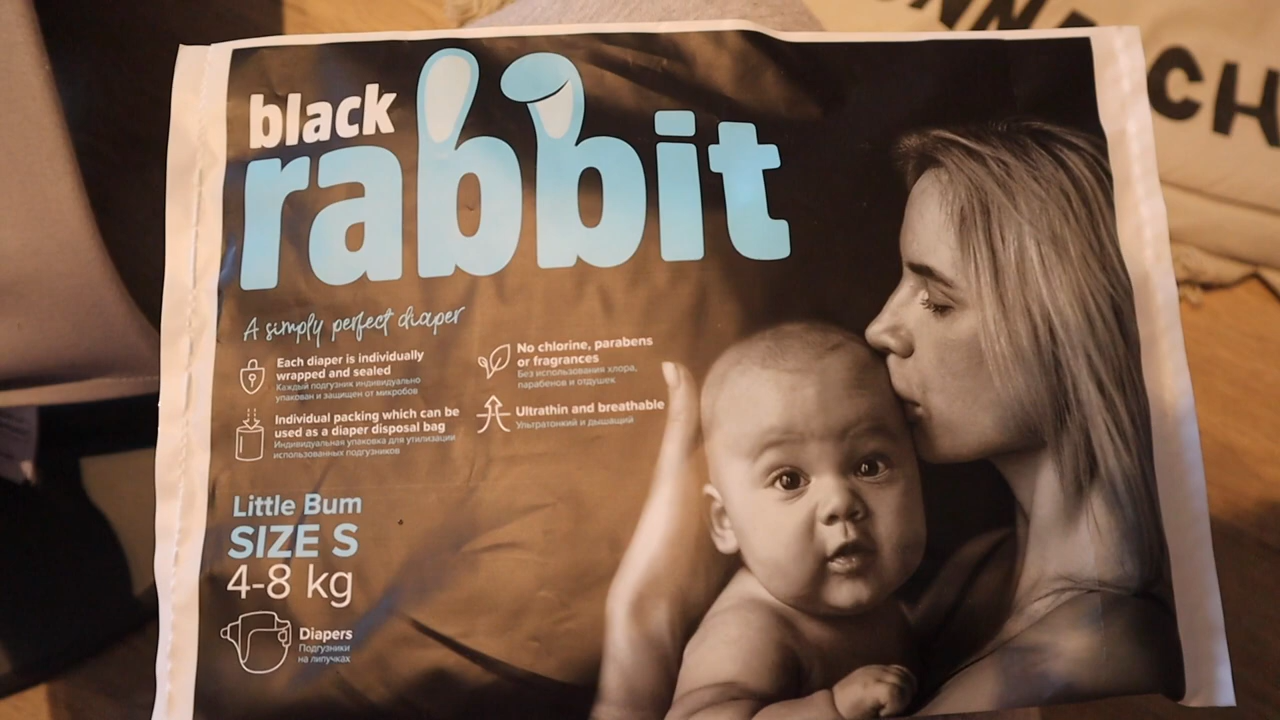 black
rabbit
A simply perfect diaper
Each diaper is individually
wrapped and sealed
Каждый подгузник индивидуально
упакован и защищен от микробов
Individual packing which can be
used as a diaper disposal bag
Индивидуальная упаковка для утилизации
использованных подгузников
No chlorine, parabens
or fragrances
Без использования хлора,
парабенов и отдушек
Ultrathin and breathable
Ультратонкий и дышащий
Little Bum
SIZE S
4-8 kg
Diapers
Подгузники
на липучках
CH